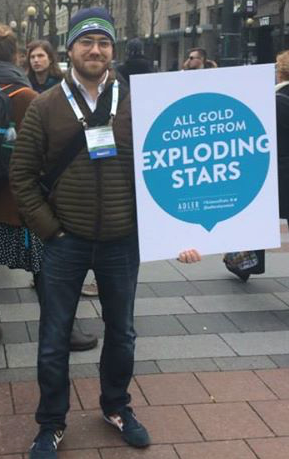 ALL GOLD
COMES FROM
EXPLODING
STARS
ADLER